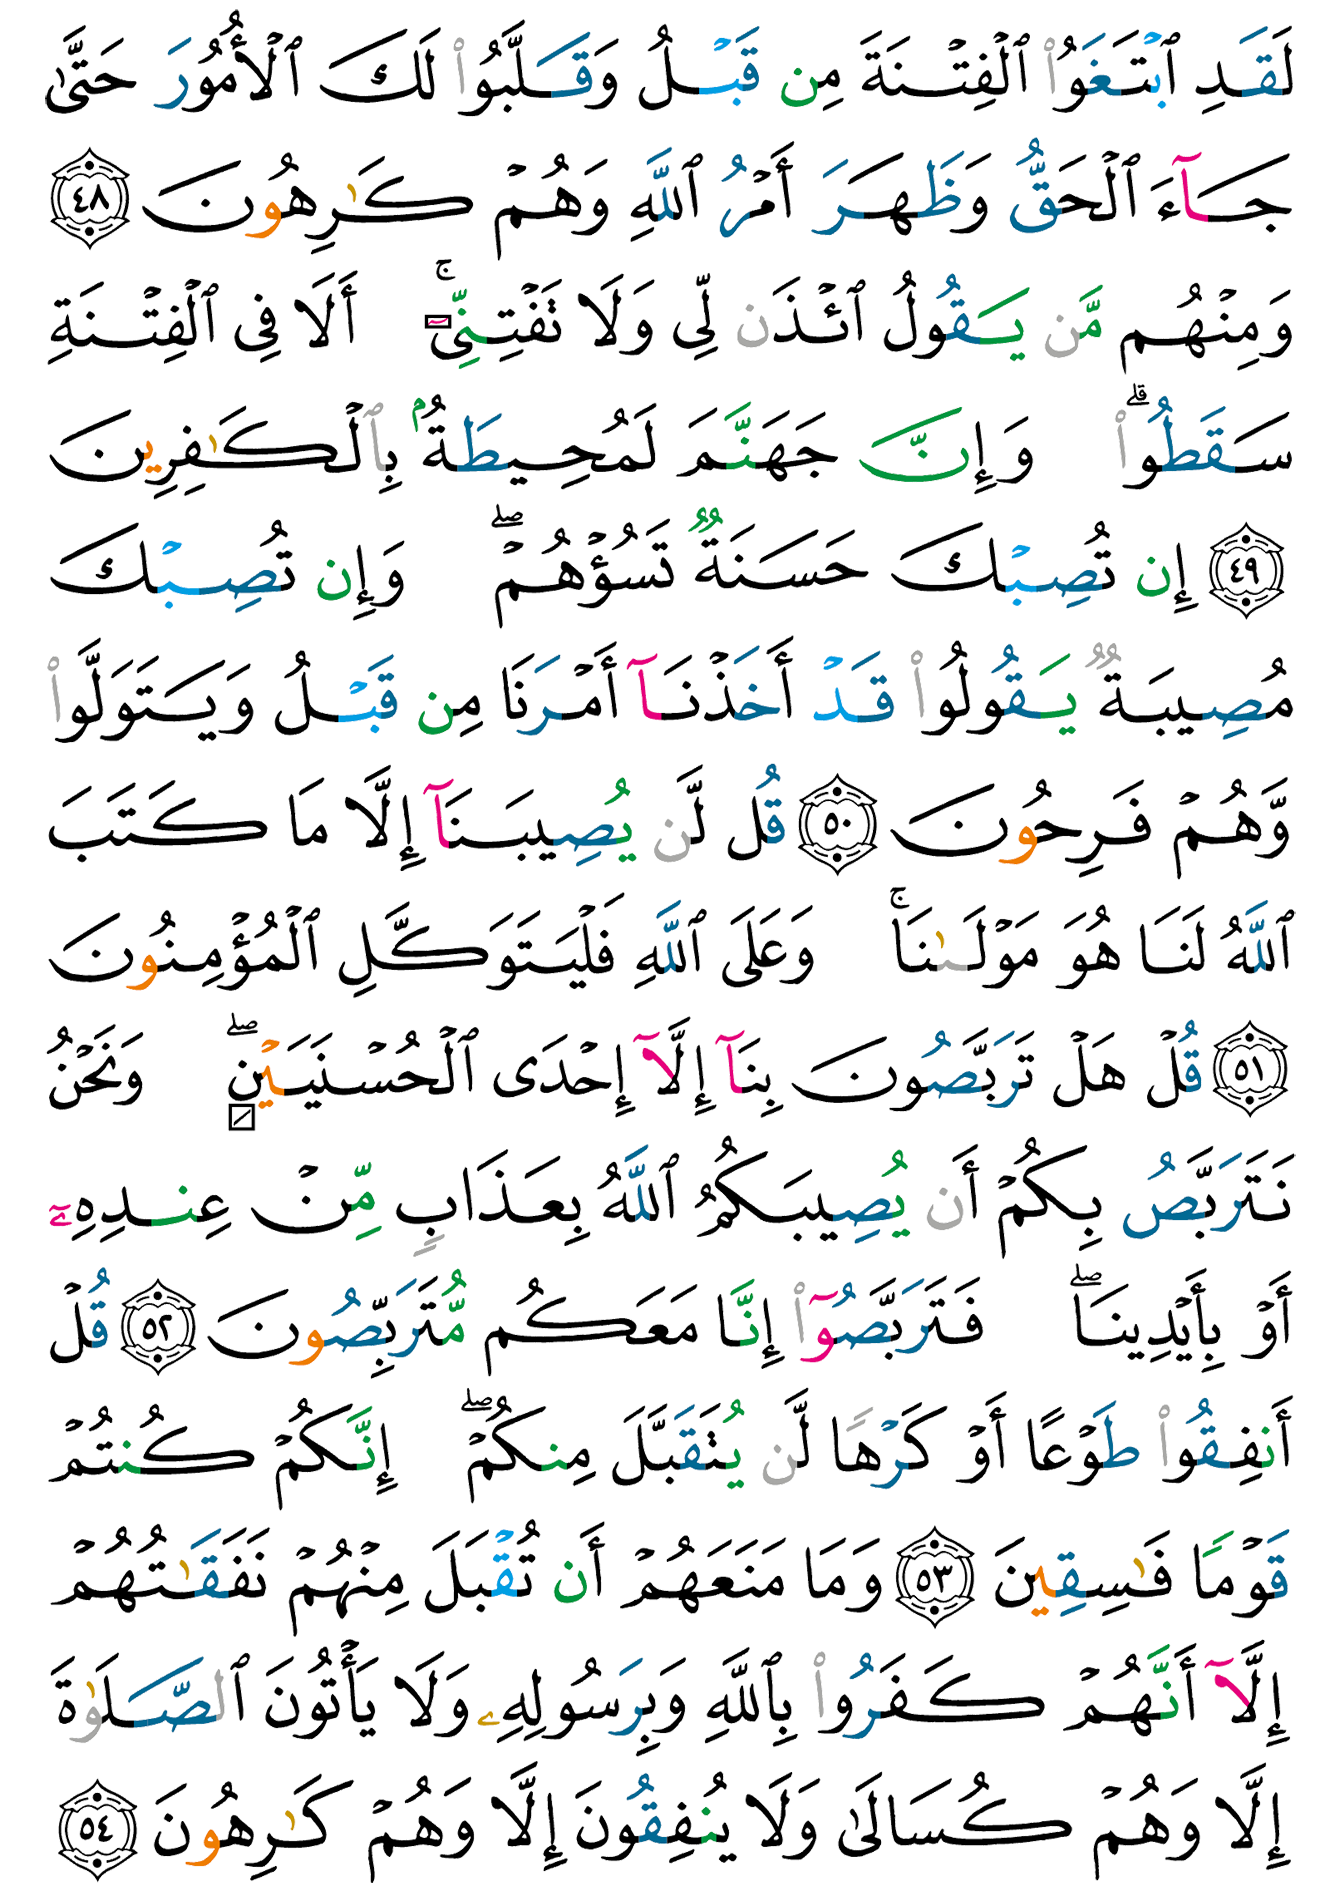 لَقَدِ ٱبۡتَغَوُاْ ٱلۡفِتۡنَةَ مِن قَبۡلُ وَقَلَّبُواْ لَكَ ٱلۡأُمُورَ حَتَّىٰ
جَآءَ ٱلۡحَقُّ وَظَهَرَ أَمۡرُ ٱللَّهِ وَهُمۡ كَٰرِهُونَ ٤٨
وَمِنۡهُم مَّن يَقُولُ ٱئۡذَن لِّي وَلَا تَفۡتِنِّيٓۚ أَلَا فِي ٱلۡفِتۡنَةِ
سَقَطُواْۗ وَإِنَّ جَهَنَّمَ لَمُحِيطَةُۢ بِٱلۡكَٰفِرِينَ
٤٩ إِن تُصِبۡكَ حَسَنَةٞ تَسُؤۡهُمۡۖ وَإِن تُصِبۡكَ
مُصِيبَةٞ يَقُولُواْ قَدۡ أَخَذۡنَآ أَمۡرَنَا مِن قَبۡلُ وَيَتَوَلَّواْ
وَّهُمۡ فَرِحُونَ ٥٠ قُل لَّن يُصِيبَنَآ إِلَّا مَا كَتَبَ
ٱللَّهُ لَنَا هُوَ مَوۡلَىٰنَاۚ وَعَلَى ٱللَّهِ فَلۡيَتَوَكَّلِ ٱلۡمُؤۡمِنُونَ
٥١ قُلۡ هَلۡ تَرَبَّصُونَ بِنَآ إِلَّآ إِحۡدَى ٱلۡحُسۡنَيَيۡنِۖ وَنَحۡنُ
نَتَرَبَّصُ بِكُمۡ أَن يُصِيبَكُمُ ٱللَّهُ بِعَذَابٖ مِّنۡ عِندِهِۦٓ
أَوۡ بِأَيۡدِينَاۖ فَتَرَبَّصُوٓاْ إِنَّا مَعَكُم مُّتَرَبِّصُونَ ٥٢ قُلۡ
أَنفِقُواْ طَوۡعًا أَوۡ كَرۡهٗا لَّن يُتَقَبَّلَ مِنكُمۡۖ إِنَّكُمۡ كُنتُمۡ
قَوۡمٗا فَٰسِقِينَ ٥٣ وَمَا مَنَعَهُمۡ أَن تُقۡبَلَ مِنۡهُمۡ نَفَقَٰتُهُمۡ
إِلَّآ أَنَّهُمۡ كَفَرُواْ بِٱللَّهِ وَبِرَسُولِهِۦ وَلَا يَأۡتُونَ ٱلصَّلَوٰةَ
إِلَّا وَهُمۡ كُسَالَىٰ وَلَا يُنفِقُونَ إِلَّا وَهُمۡ كَٰرِهُونَ ٥٤